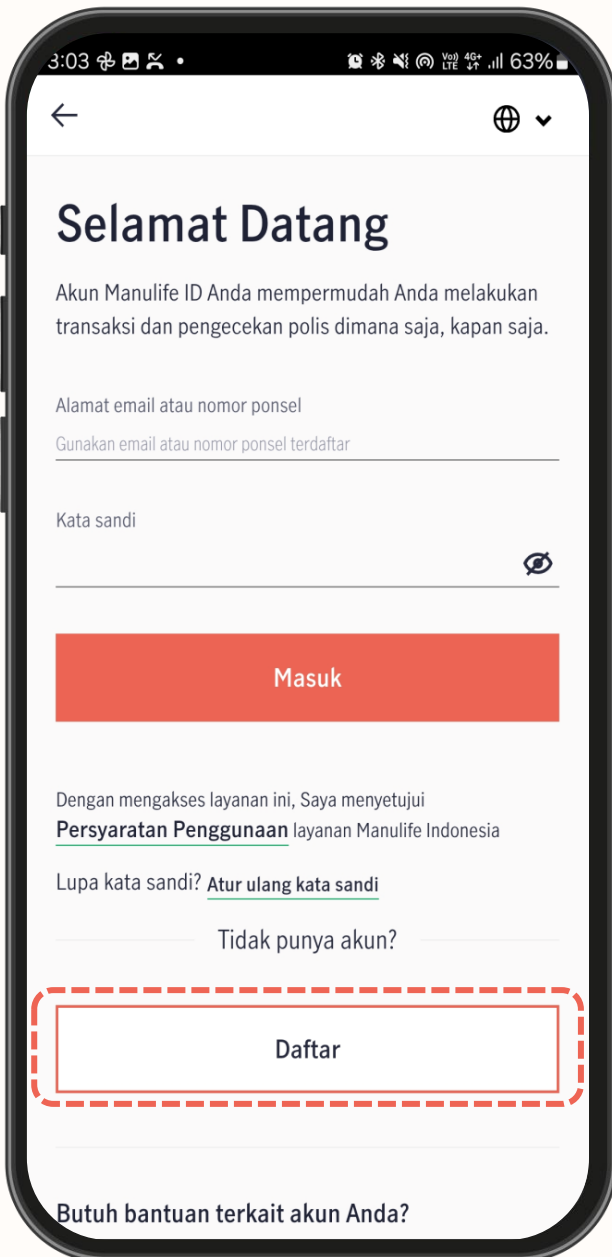 3:03
Vo)) LTE 4G+ 63%
Selamat Datang
Akun Manulife ID Anda mempermudah Anda melakukan
transaksi dan pengecekan polis dimana saja, kapan saja.
Alamat email atau nomor ponsel
Gunakan email atau nomor ponsel terdaftar
Kata sandi
Masuk
Dengan mengakses layanan ini, Saya menyetujui
Persyaratan Penggunaan layanan Manulife Indonesia
Lupa kata sandi? Atur ulang kata sandi
Tidak punya akun?
Daftar
Butuh bantuan terkait akun Anda?